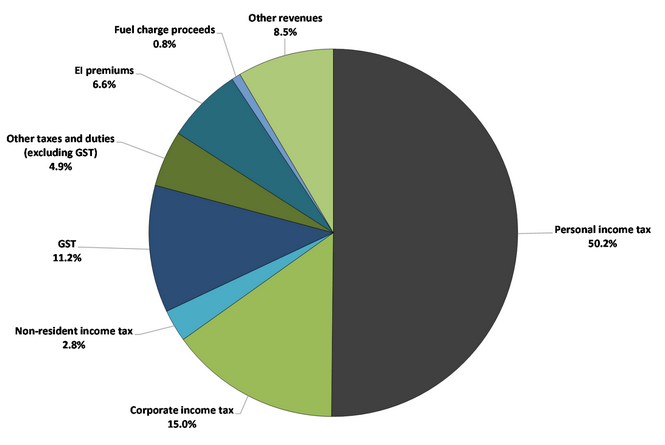 Other revenues
8.5%
Fuel charge proceeds
0.8%
EI premiums
6.6%
Other taxes and duties
(excluding GST)
4.9%
GST
11.2%
Non-resident income tax
2.8%
Corporate income tax
15.0%
Personal income tax
50.2%